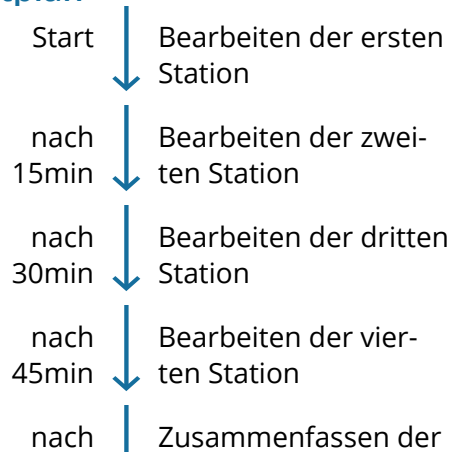 Start Bearbeiten der ersten
Station
nach Bearbeiten der zwei-
15min ten Station
nach Bearbeiten der dritten
30min Station
nach Bearbeiten der vier-
45min ten Station
nach Zusammenfassen der